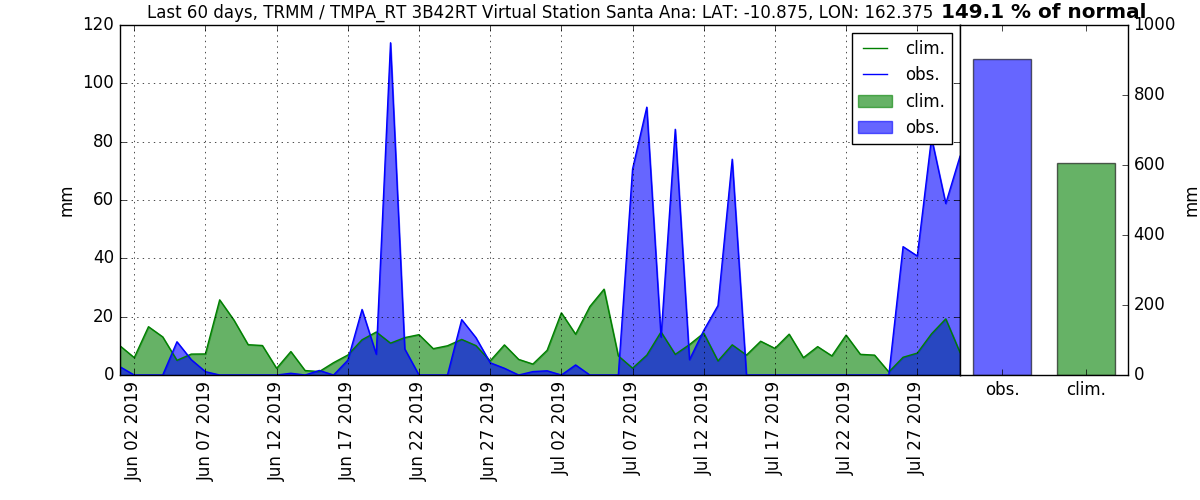 Last 60 days, TRMM / TMPA_RT 3B42RT Virtual Station Santa Ana: LAT: -10.875, LON: 162.375 149.1 % of normal
120
100
80
60
40
20
0
mm
clim.
obs.
clim.
obs.
1000
800
600
400
200
0
mm
obs.
clim.
Jun 02 2019
Jun 07 2019
Jun 12 2019
Jun 17 2019
Jun 22 2019
Jun 27 2019
Jul 02 2019
Jul 07 2019
Jul 12 2019
Jul 17 2019
Jul 22 2019
Jul 27 2019